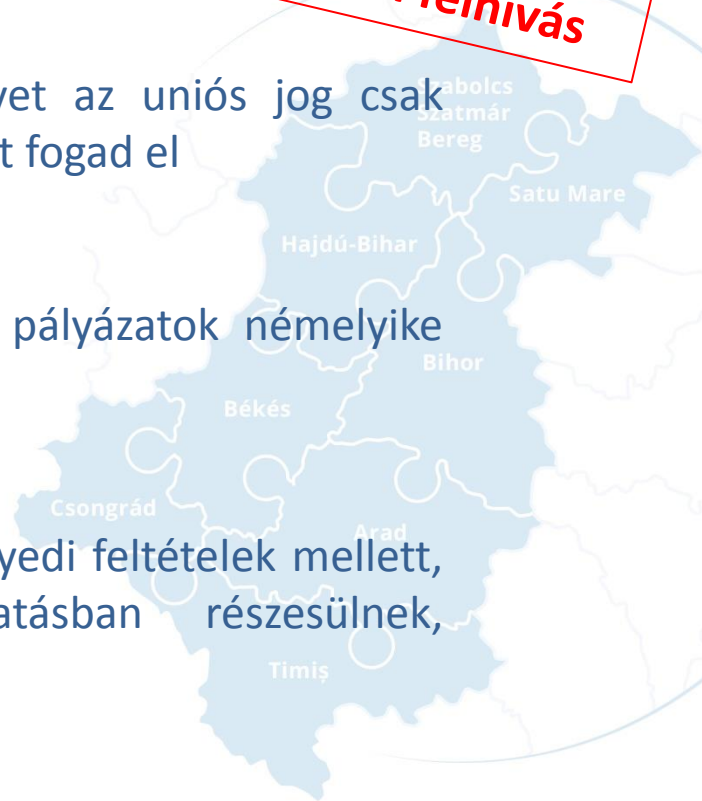 felhívás
yet az uniós jog csak
t fogad el
pályázatok némelyike
yedi feltételek mellett,
atásban részesülnek,
Szabolcs
Szatmár
Bereg
Satu Mare
Hajdú-Bihar
Bihor
Békés
Csongrád
Arad
Timiș